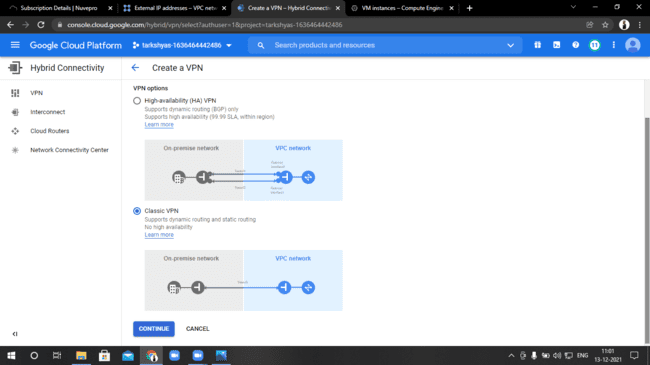 Subscription Details | Nuvepro
External IP addresses – VPC netw
Create a VPN – Hybrid Connectivi
VM instances – Compute Engine
console.cloud.google.com/hybrid/vpn/select?authuser=1&project=tarkshyas-1636464442486
Google Cloud Platform
tarkshyas-1636464442486
Search products and resources
11
Hybrid Connectivity
Create a VPN
VPN
Interconnect
Cloud Routers
Network Connectivity Center
VPN options
High-availability (HA) VPN
Supports dynamic routing (BGP) only
Supports high availability (99.99 SLA, within region)
Learn more
On-premise network
VPC network
Classic VPN
Supports dynamic routing and static routing
No high availability
Learn more
On-premise network
VPC network
CONTINUE
CANCEL
ENG
11:01
13-12-2021